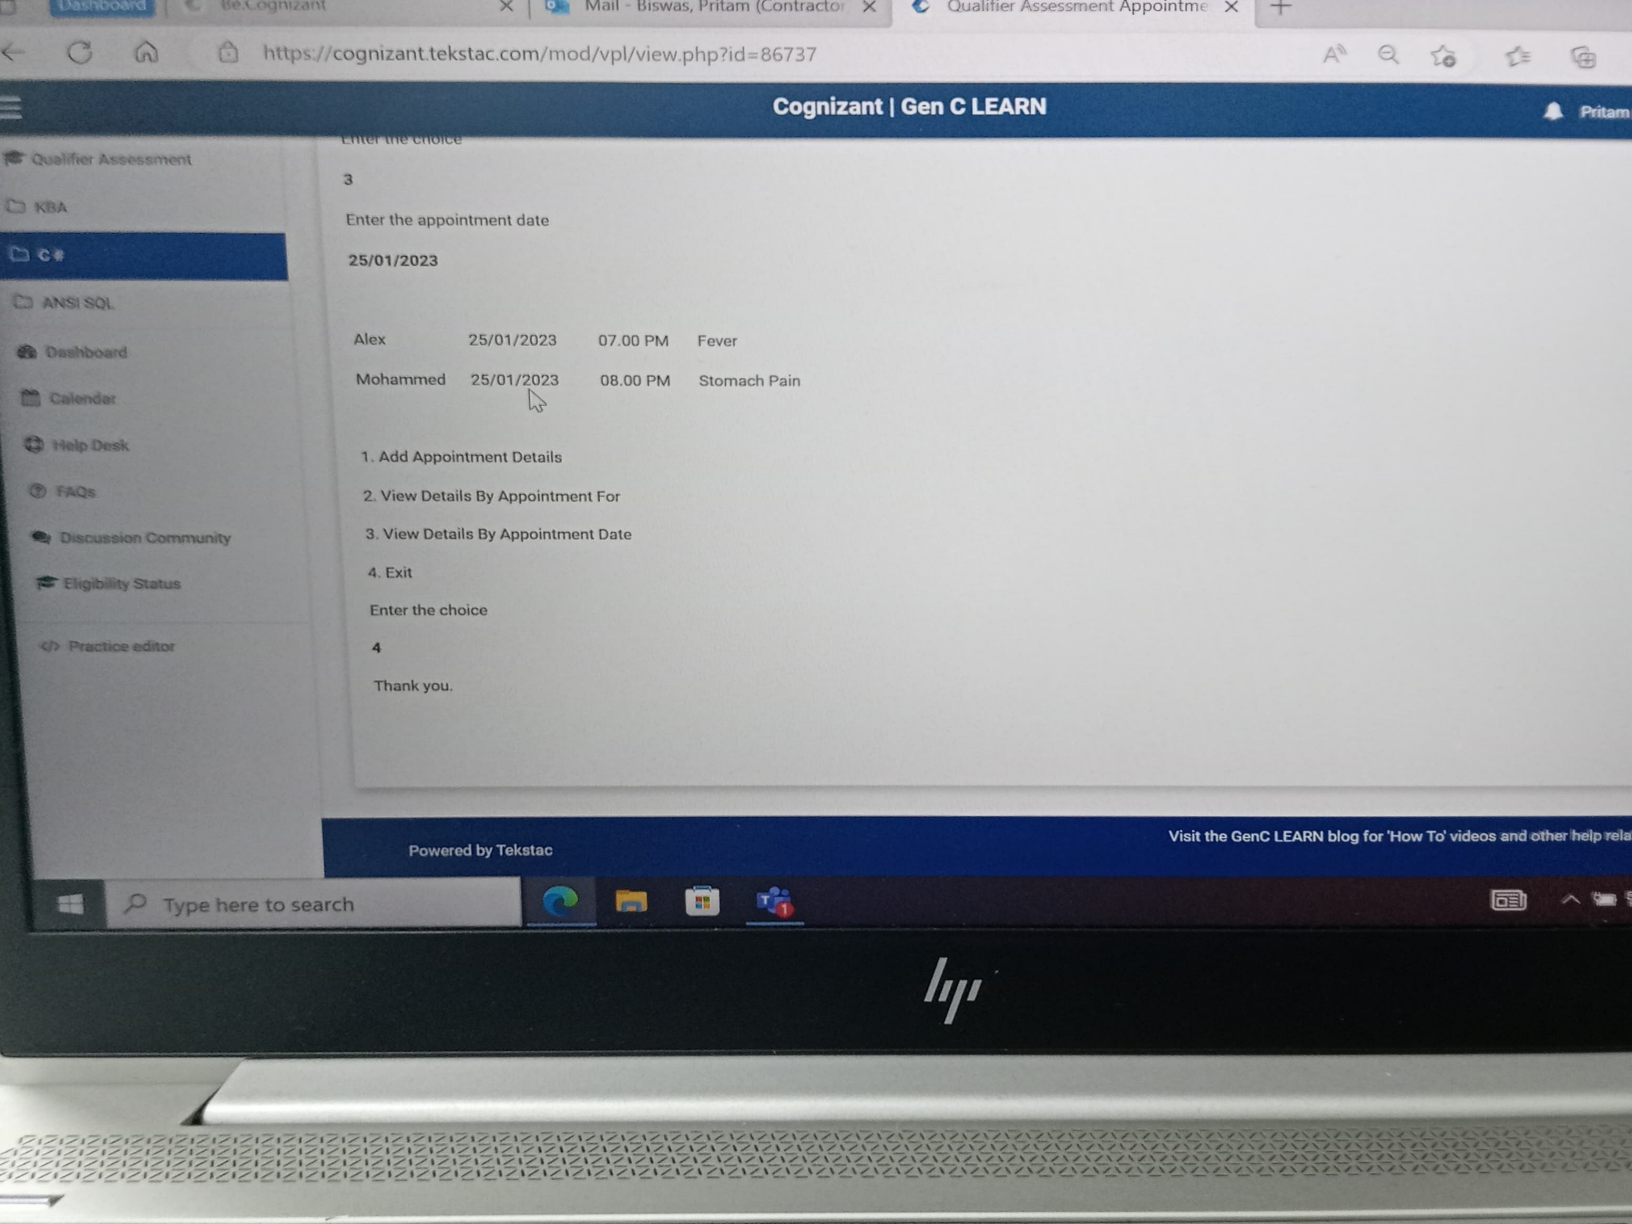 Dashboard Be.Cognizant Mail - Biswas, Pritam (Contractor Qualifier Assessment Appointme
https://cognizant.tekstac.com/mod/vpl/view.php?id=86737
Cognizant | Gen C LEARN
Pritam
Enter the choice
Qualifier Assessment
3
KBA
Enter the appointment date
C#
25/01/2023
ANSI SQL
Alex 25/01/2023 07.00 PM Fever
Dashboard
Mohammed 25/01/2023 08.00 PM Stomach Pain
Calendar
Help Desk
1. Add Appointment Details
FAQs
2. View Details By Appointment For
Discussion Community
3. View Details By Appointment Date
4. Exit
Eligibility Status
Enter the choice
Practice editor
4
Thank you.
Visit the GenC LEARN blog for 'How To' videos and other help rela
Powered by Tekstac
Type here to search
1
hp